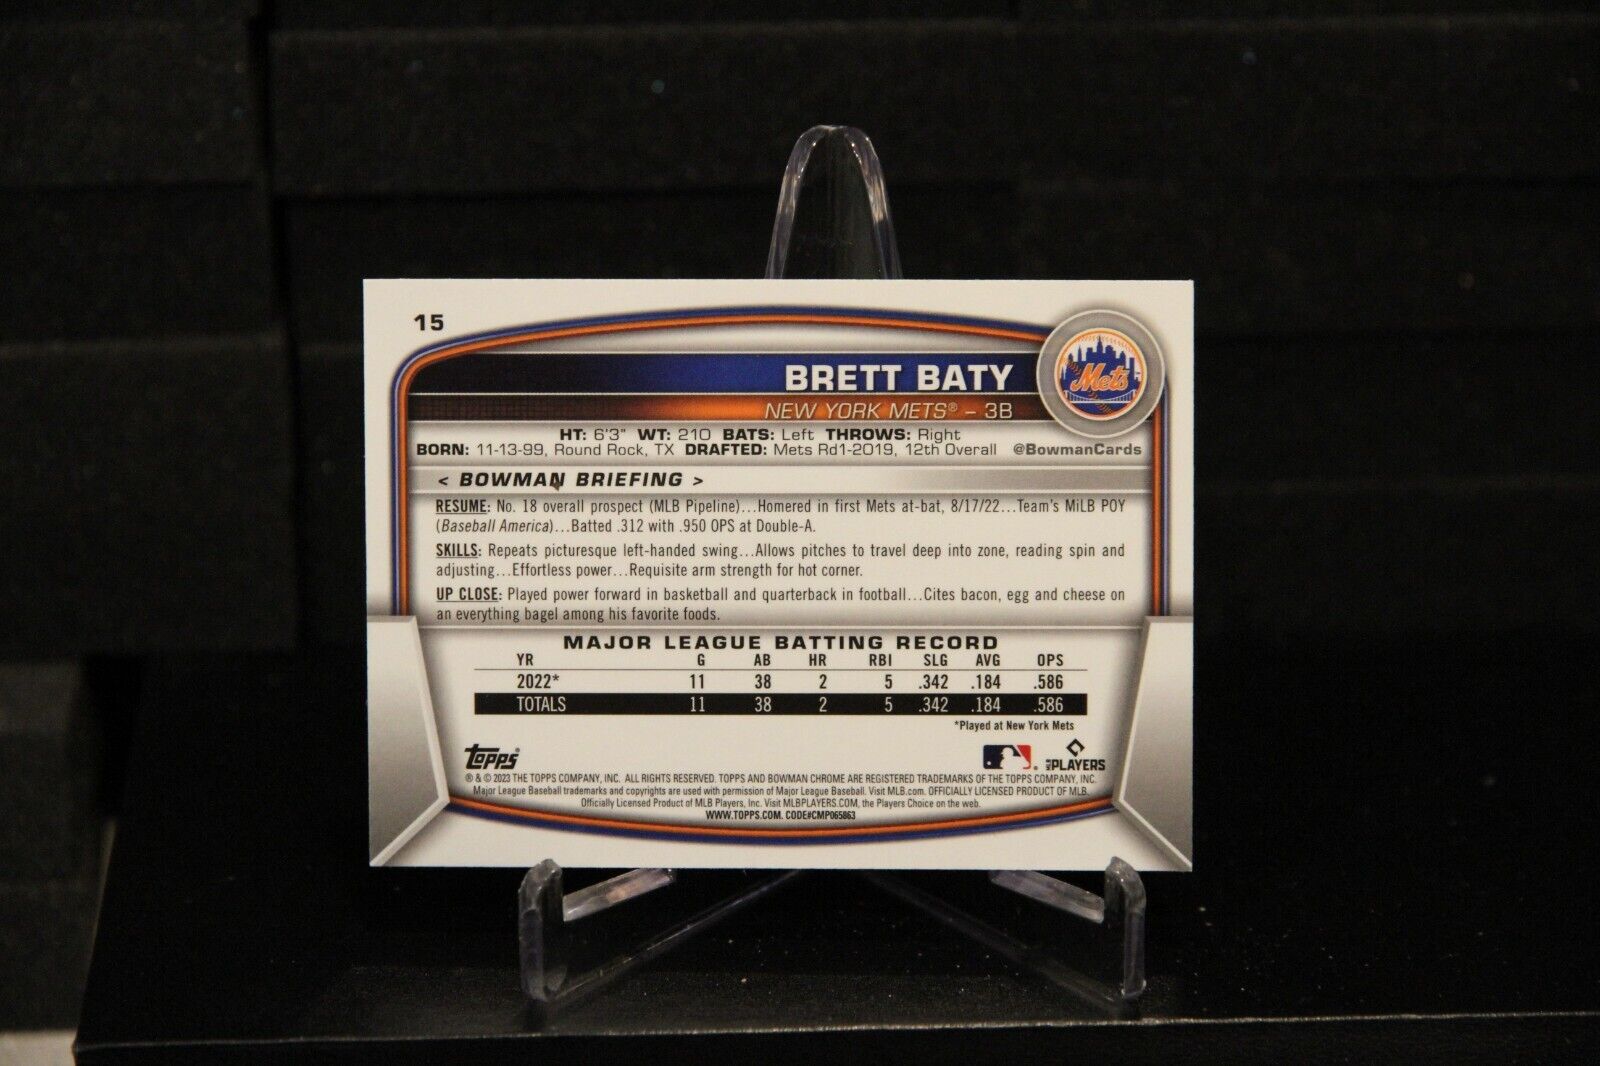 15
BRETT BATY
NEW YORK METS® – 3B
Mets
HT: 6'3" WT: 210 BATS: Left THROWS: Right
BORN: 11-13-99, Round Rock, TX DRAFTED: Mets Rd1-2019, 12th Overall @BowmanCards
< BOWMAN BRIEFING >
RESUME: No. 18 overall prospect (MLB Pipeline)...Homered in first Mets at-bat, 8/17/22...Team's MiLB POY
(Baseball America)...Batted .312 with .950 OPS at Double-A.
SKILLS: Repeats picturesque left-handed swing...Allows pitches to travel deep into zone, reading spin and
adjusting...Effortless power...Requisite arm strength for hot corner.
UP CLOSE: Played power forward in basketball and quarterback in football...Cites bacon, egg and cheese on
an everything bagel among his favorite foods.
MAJOR LEAGUE BATTING RECORD
YR G AB HR RBI SLG AVG OPS
2022* 11 38 2 5 .342 .184 .586
TOTALS 11 38 2 5 .342 .184 .586
*Played at New York Mets
topps®
MLB PLAYERS
® & © 2023 THE TOPPS COMPANY, INC. ALL RIGHTS RESERVED. TOPPS AND BOWMAN CHROME ARE REGISTERED TRADEMARKS OF THE TOPPS COMPANY, INC.
Major League Baseball trademarks and copyrights are used with permission of Major League Baseball. Visit MLB.com. OFFICIALLY LICENSED PRODUCT OF MLB.
Officially Licensed Product of MLB Players, Inc. Visit MLBPLAYERS.COM, the Players Choice on the web.
WWW.TOPPS.COM. CODE#CMP065863